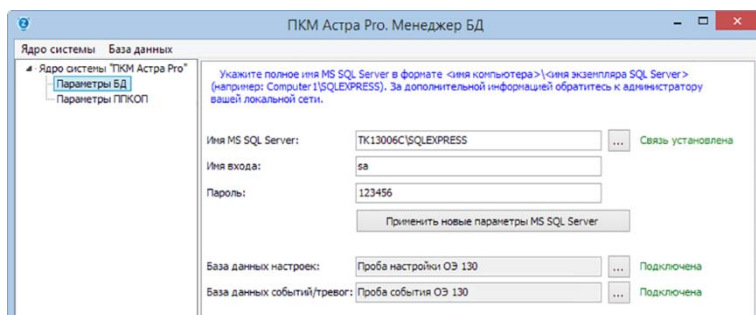 ПКМ Астра Pro. Менеджер БД
Ядро системы База данных
Ядро системы "ПКМ Астра Pro"
Параметры БД
Параметры ППКОП
Укажите полное имя MS SQL Server в формате <имя компьютера>\<имя экземпляра SQL Server>
(например: Computer1\SQLEXPRESS). За дополнительной информацией обратитесь к администратору
вашей локальной сети.
Имя MS SQL Server: TK13006C\SQLEXPRESS ... Связь установлена
Имя входа: sa
Пароль: 123456
Применить новые параметры MS SQL Server
База данных настроек: Проба настройки ОЭ 130 ... Подключена
База данных событий/тревог: Проба события ОЭ 130 ... Подключена